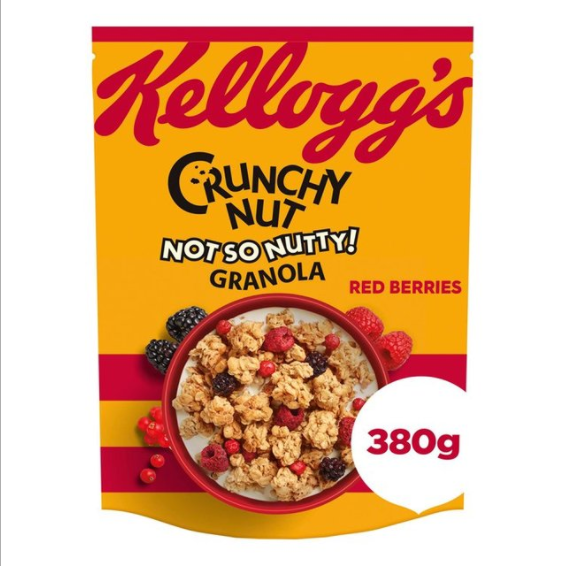 Kellogg's
CRUNCHY
NUT
NOT SO NUTTY!
GRANOLA
RED BERRIES
380g